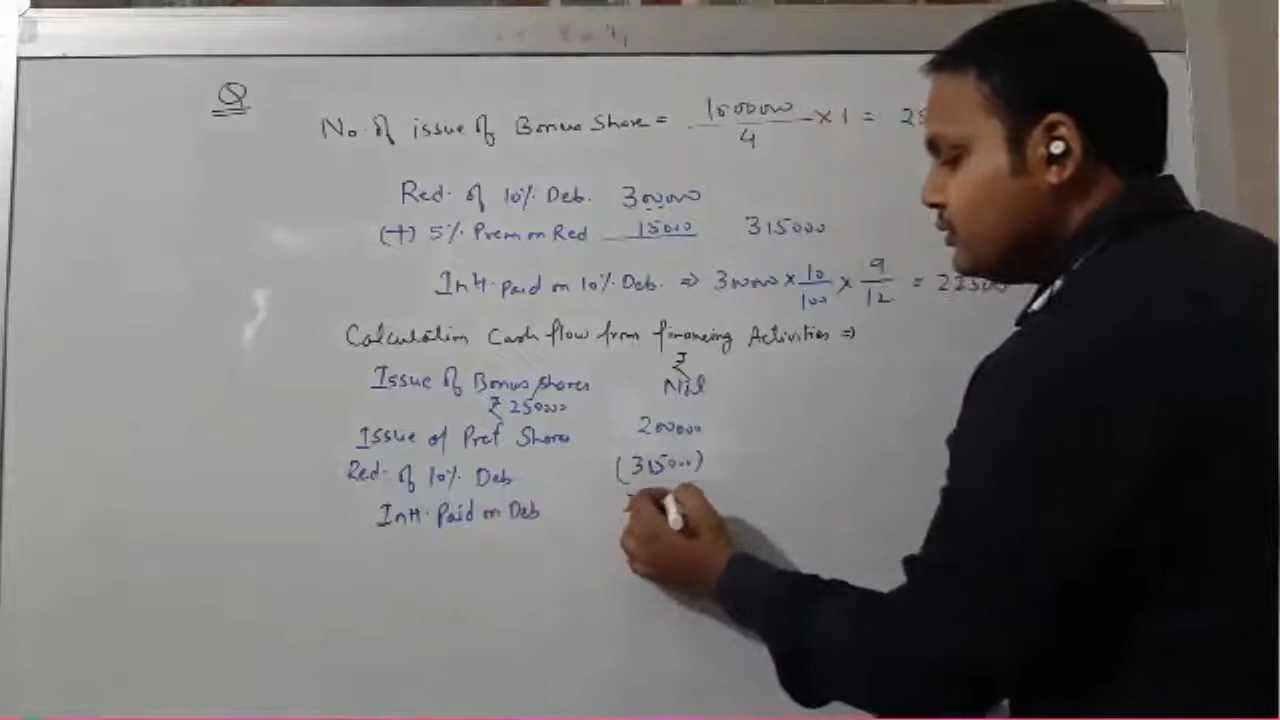 Q
No. of issue of Bonus Share = 1000000/4 × 1 = 25
Red. of 10% Deb. 300000
(+) 5% Prem on Red 15000 315000
Intt. Paid on 10% Deb. ⇒ 300000 × 10/100 × 9/12 = 22500
Calculation Cash flow from financing Activities ⇒
₹
Issue of Bonus Shares Nil
₹ 250000
Issue of Pref Shares 200000
Red. of 10% Deb (315000)
Intt. Paid on Deb